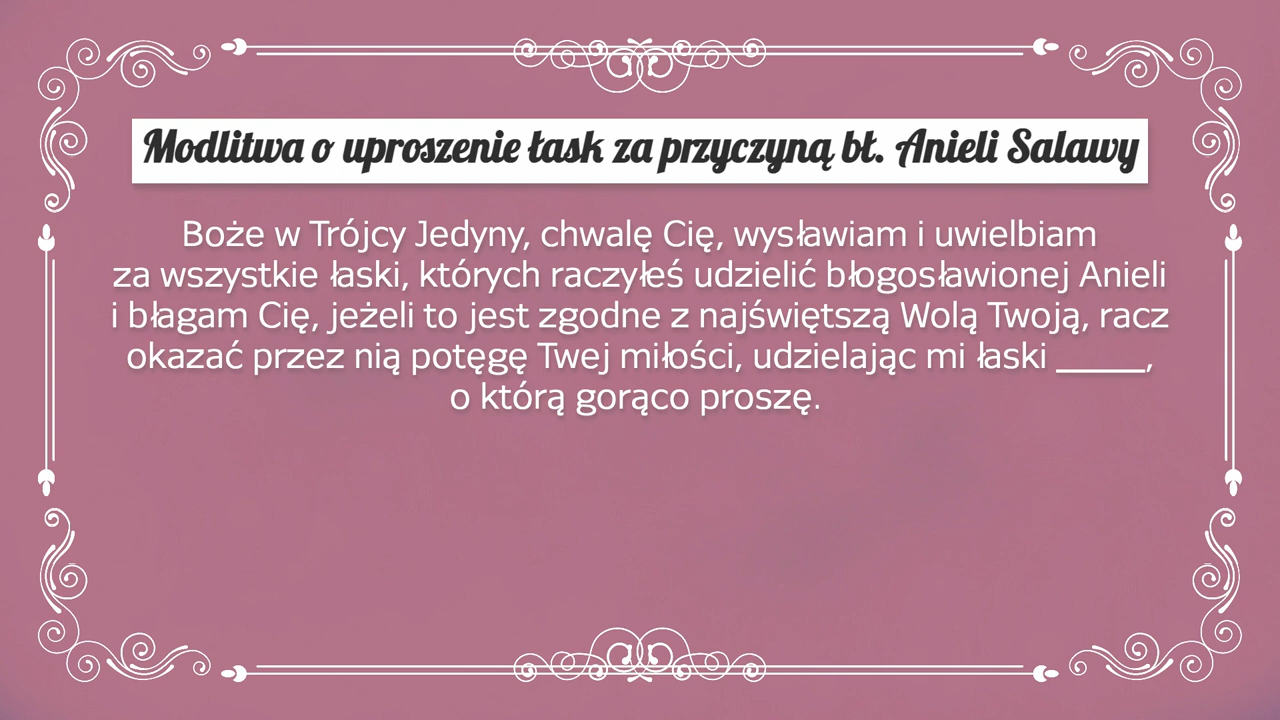 Modlitwa o uproszenie łask za przyczyną bł. Anieli Salawy
Boże w Trójcy Jedyny, chwalę Cię, wysławiam i uwielbiam
za wszystkie łaski, których raczyłeś udzielić błogosławionej Anieli
i błagam Cię, jeżeli to jest zgodne z najświętszą Wolą Twoją, racz
okazać przez nią potęgę Twej miłości, udzielając mi łaski _____,
o którą gorąco proszę.